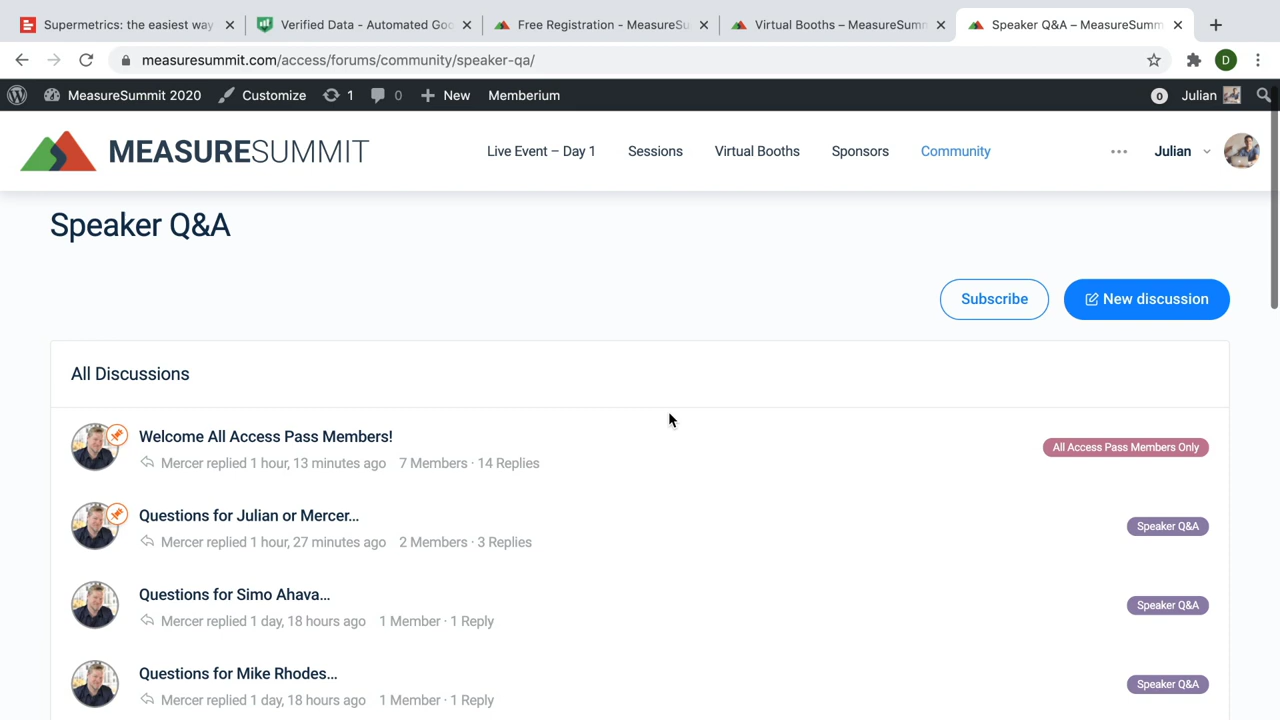 Supermetrics: the easiest way
Verified Data - Automated Goo
Free Registration - MeasureSu
Virtual Booths – MeasureSumm
Speaker Q&A – MeasureSumm
measuresummit.com/access/forums/community/speaker-qa/
D
MeasureSummit 2020
Customize
1
0
New
Memberium
0
Julian
MEASURESUMMIT
Live Event – Day 1
Sessions
Virtual Booths
Sponsors
Community
Julian
Speaker Q&A
Subscribe
New discussion
All Discussions
Welcome All Access Pass Members!
Mercer replied 1 hour, 13 minutes ago 7 Members · 14 Replies
All Access Pass Members Only
Questions for Julian or Mercer...
Mercer replied 1 hour, 27 minutes ago 2 Members · 3 Replies
Speaker Q&A
Questions for Simo Ahava...
Mercer replied 1 day, 18 hours ago 1 Member · 1 Reply
Speaker Q&A
Questions for Mike Rhodes...
Mercer replied 1 day, 18 hours ago 1 Member · 1 Reply
Speaker Q&A